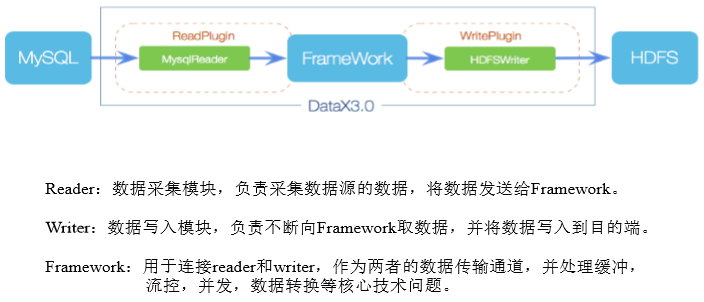 ReadPlugin
WritePlugin
MySQL
MysqlReader
FrameWork
HDFSWriter
HDFS
DataX3.0
Reader：数据采集模块，负责采集数据源的数据，将数据发送给Framework。
Writer：数据写入模块，负责不断向Framework取数据，并将数据写入到目的端。
Framework：用于连接reader和writer，作为两者的数据传输通道，并处理缓冲，
流控，并发，数据转换等核心技术问题。